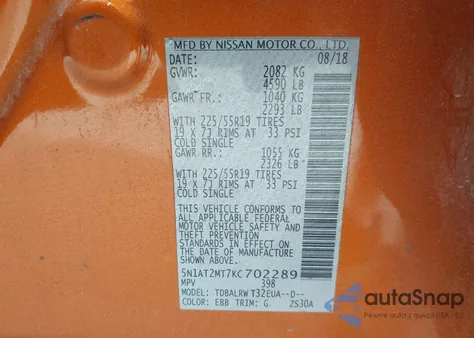 MFD BY NISSAN MOTOR CO., LTD.
DATE: 08/18
GVWR: 2082 KG
4590 LB
GAWR FR.: 1040 KG
2293 LB
WITH 225/55R19 TIRES
19 X 7J RIMS AT 33 PSI
COLD SINGLE
GAWR RR.: 1055 KG
2326 LB
WITH 225/55R19 TIRES
19 X 7J RIMS AT 33 PSI
COLD SINGLE
THIS VEHICLE CONFORMS TO
ALL APPLICABLE FEDERAL
MOTOR VEHICLE SAFETY AND
THEFT PREVENTION
STANDARDS IN EFFECT ON THE
DATE OF MANUFACTURE
SHOWN ABOVE.
5N1AT2MT7KC702289
MPV 398
MODEL: TDBALRWT32EUA--D--
COLOR: EBB TRIM: G 2S30A
autoSnap
Pewne auto z